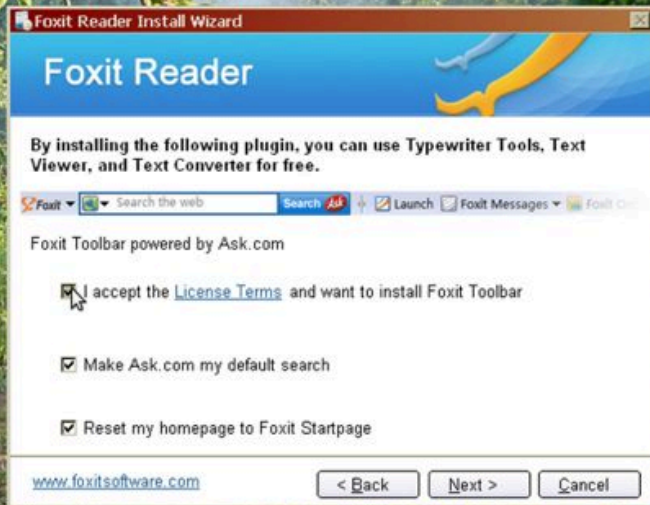 Foxit Reader Install Wizard
Foxit Reader
By installing the following plugin, you can use Typewriter Tools, Text
Viewer, and Text Converter for free.
Foxit Search the web Search Ask Launch Foxit Messages Foxit
Foxit Toolbar powered by Ask.com
I accept the License Terms and want to install Foxit Toolbar
Make Ask.com my default search
Reset my homepage to Foxit Startpage
www.foxitsoftware.com < Back Next > Cancel